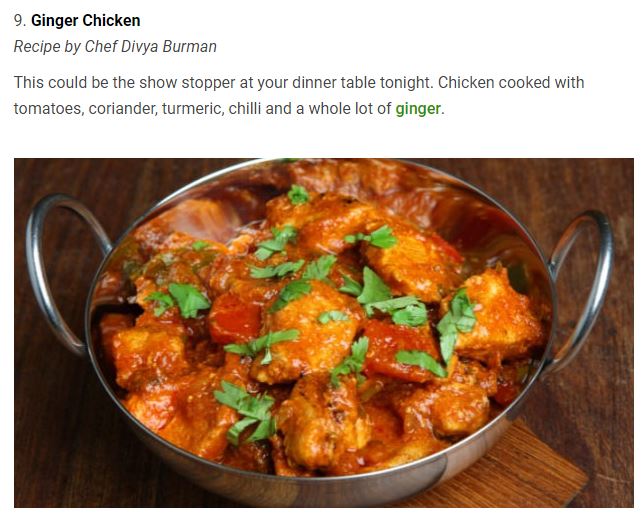 9. Ginger Chicken
Recipe by Chef Divya Burman
This could be the show stopper at your dinner table tonight. Chicken cooked with
tomatoes, coriander, turmeric, chilli and a whole lot of ginger.